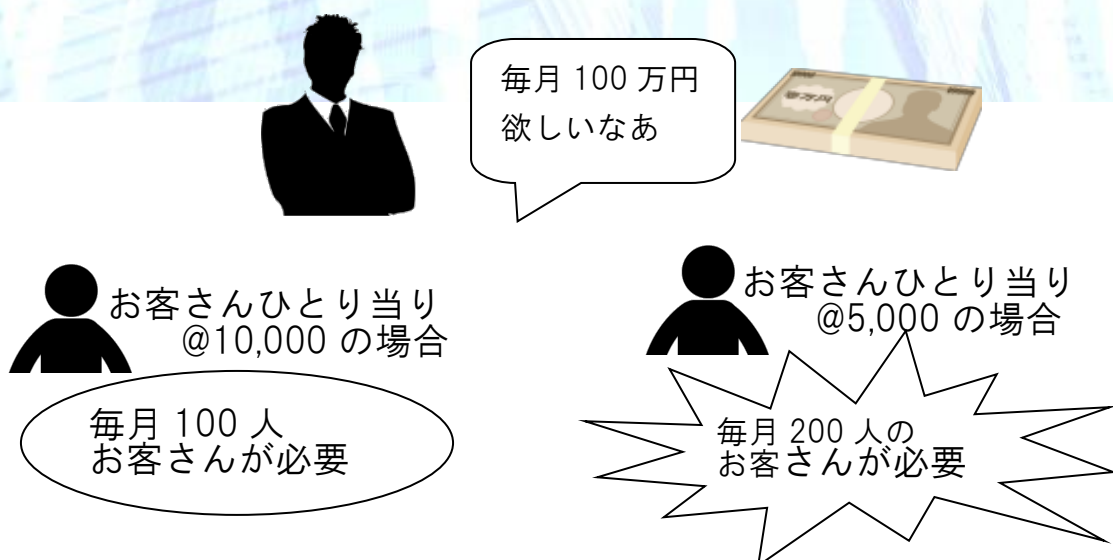 毎月 100 万円
欲しいなあ
壱万円
お客さんひとり当り
@10,000 の場合
毎月 100 人
お客さんが必要
お客さんひとり当り
@5,000 の場合
毎月 200 人の
お客さんが必要